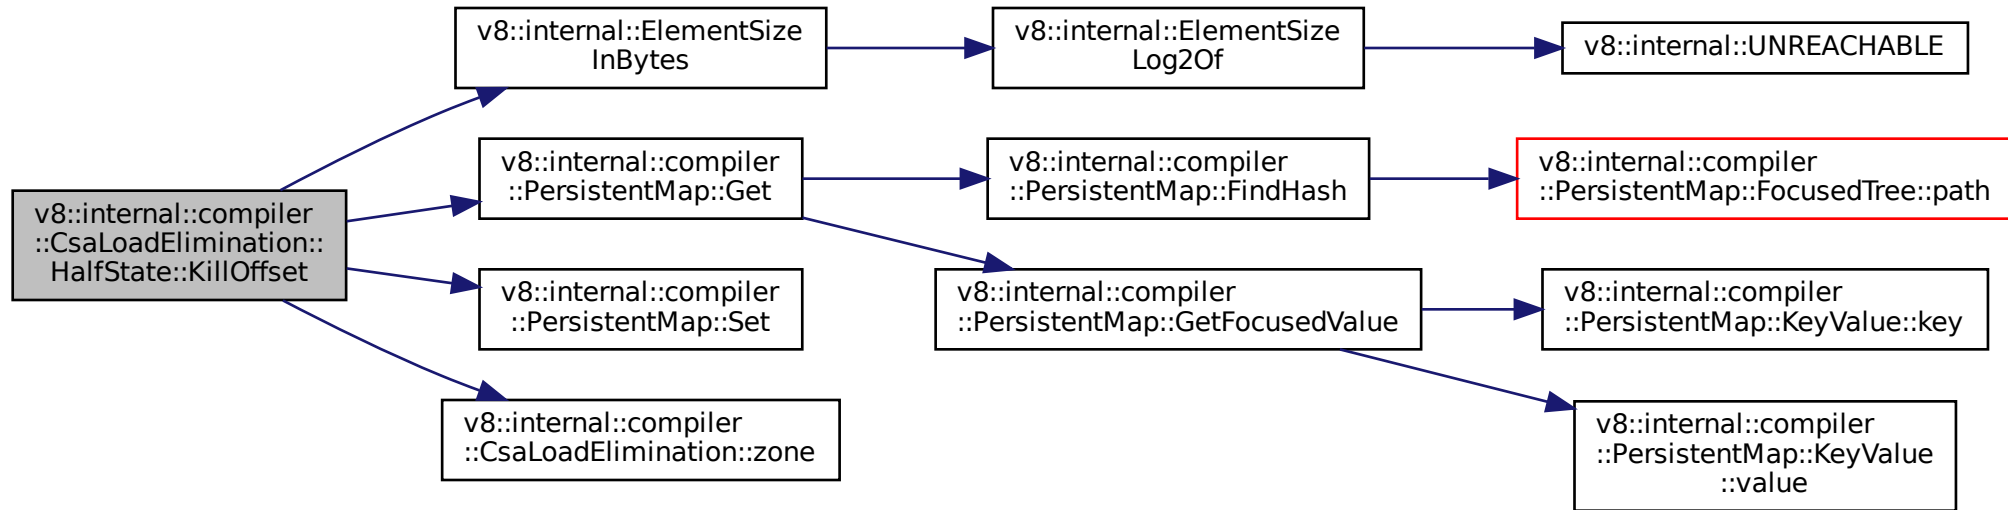 v8::internal::compiler
::CsaLoadElimination::
HalfState::KillOffset
v8::internal::ElementSize
InBytes
v8::internal::ElementSize
Log2Of
v8::internal::UNREACHABLE
v8::internal::compiler
::PersistentMap::Get
v8::internal::compiler
::PersistentMap::FindHash
v8::internal::compiler
::PersistentMap::FocusedTree::path
v8::internal::compiler
::PersistentMap::GetFocusedValue
v8::internal::compiler
::PersistentMap::KeyValue::key
v8::internal::compiler
::PersistentMap::KeyValue
::value
v8::internal::compiler
::PersistentMap::Set
v8::internal::compiler
::CsaLoadElimination::zone